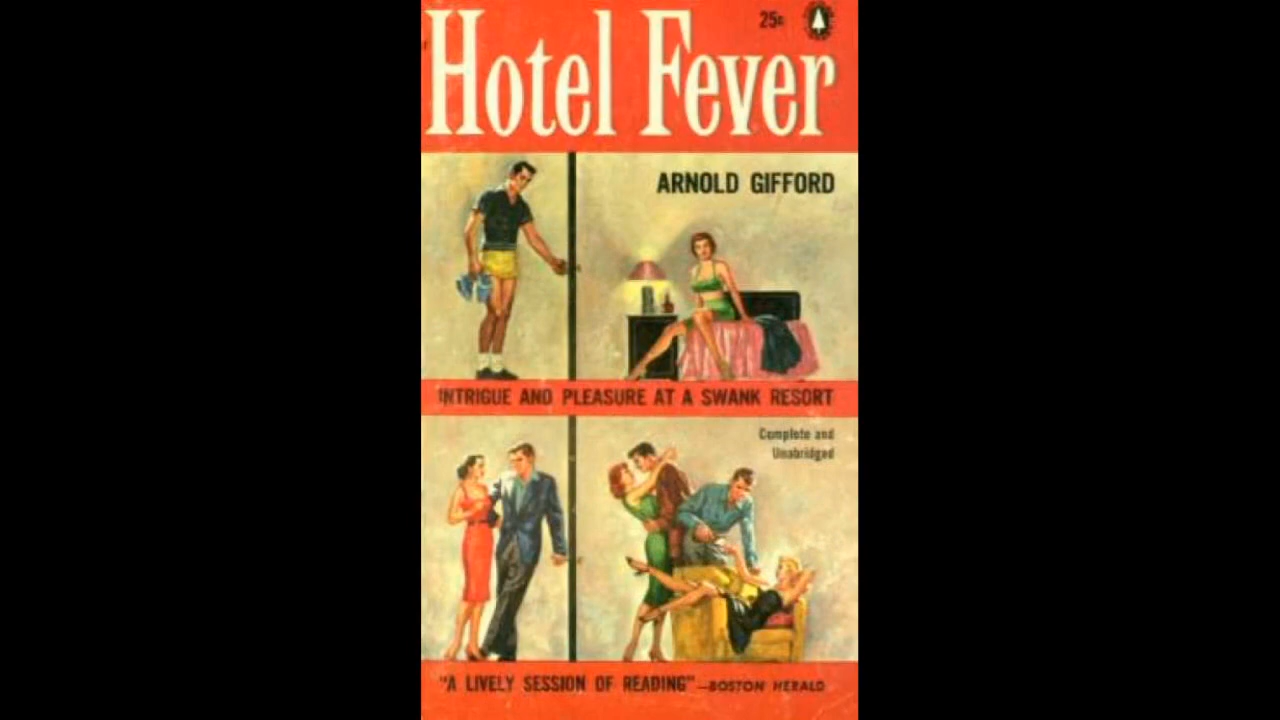 25¢
Hotel Fever
ARNOLD GIFFORD
INTRIGUE AND PLEASURE AT A SWANK RESORT
Complete and
Unabridged
"A LIVELY SESSION OF READING"—BOSTON HERALD